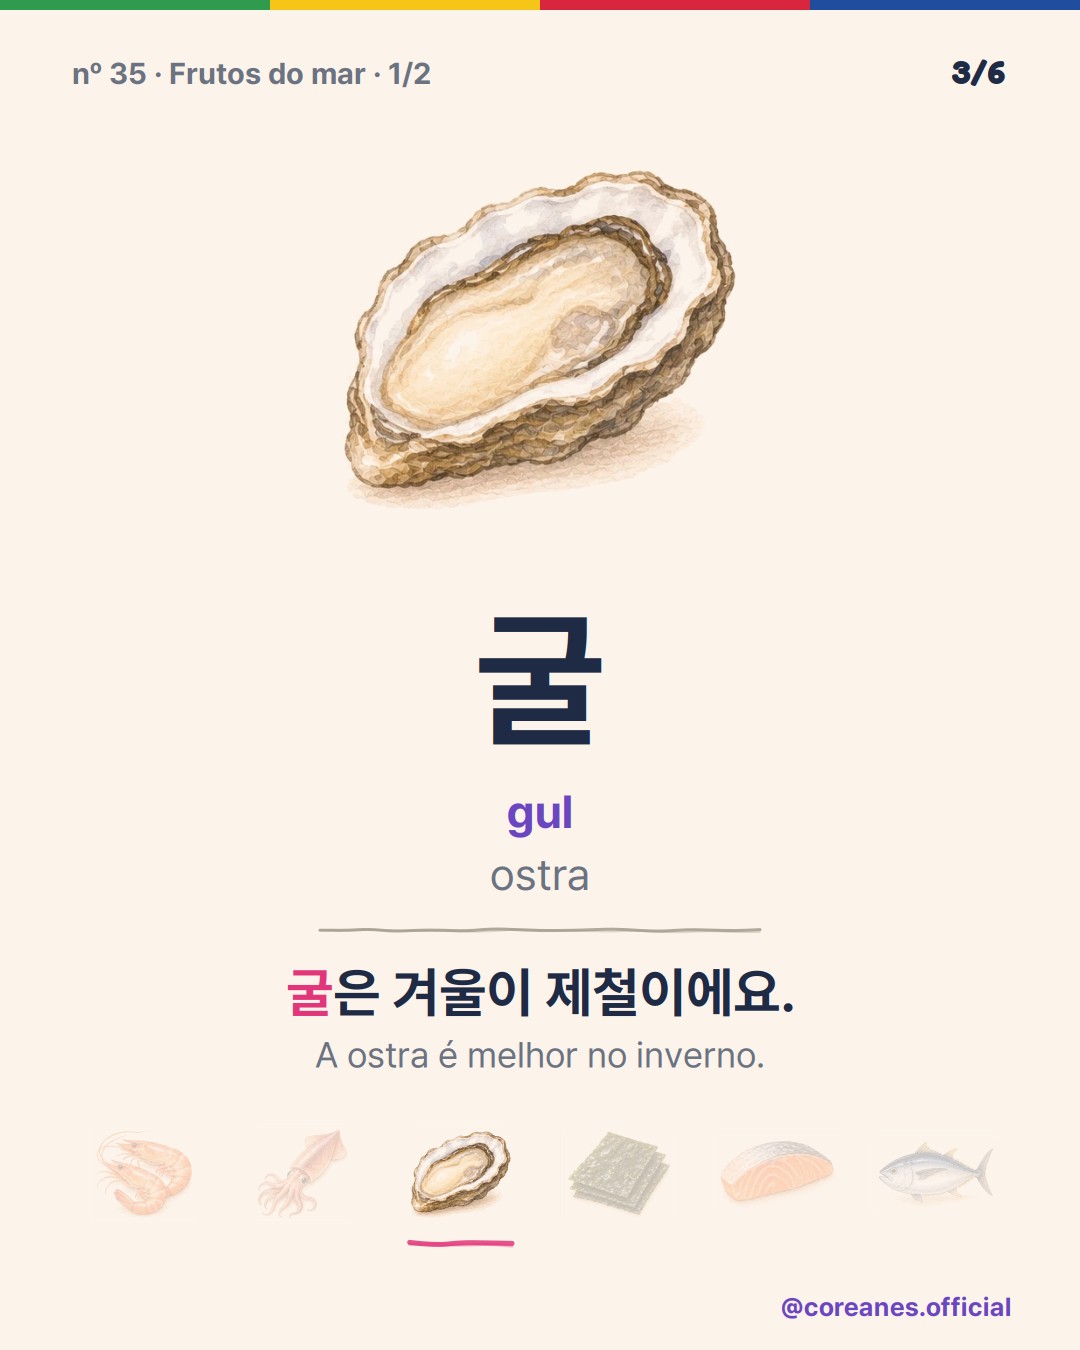 nº 35 · Frutos do mar · 1/2
3/6
굴
gul
ostra
굴은 겨울이 제철이에요.
A ostra é melhor no inverno.
@coreanes.official